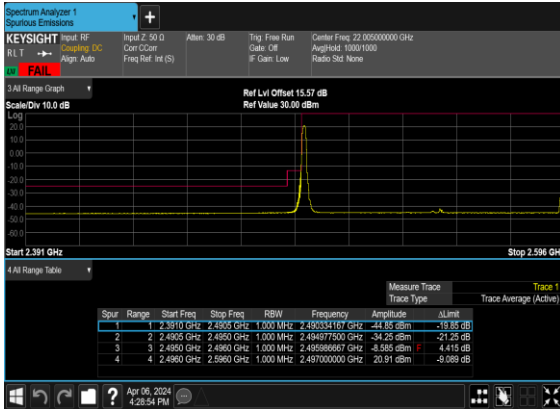 Spectrum Analyzer 1
Spurious Emissions
KEYSIGHT Input: RF Input Z: 50 Ω Atten: 30 dB Trig: Free Run Center Freq: 22.005000000 GHz
RLT Coupling: DC Corr CCorr Gate: Off Avg|Hold: 1000/1000
Align: Auto Freq Ref: Int (S) IF Gain: Low Radio Std: None
FAIL
3 All Range Graph
Ref Lvl Offset 15.57 dB
Scale/Div 10.0 dB Ref Value 30.00 dBm
Log
20.0
10.0
0.00
-10.0
-20.0
-30.0
-40.0
-50.0
-60.0
Start 2.391 GHz Stop 2.596 GH
4 All Range Table
Measure Trace Trace 1
Trace Type Trace Average (Active)
Spur Range Start Freq Stop Freq RBW Frequency Amplitude ΔLimit
1 1 2.3910 GHz 2.4905 GHz 1.000 MHz 2.490334167 GHz -44.85 dBm -19.85 dB
2 2 2.4905 GHz 2.4950 GHz 1.000 MHz 2.494977500 GHz -34.25 dBm -21.25 dB
3 3 2.4950 GHz 2.4960 GHz 1.000 MHz 2.495986667 GHz -8.585 dBm F 4.415 dB
4 4 2.4960 GHz 2.5960 GHz 1.000 MHz 2.497000000 GHz 20.91 dBm -9.089 dB
Apr 06, 2024
4:28:54 PM